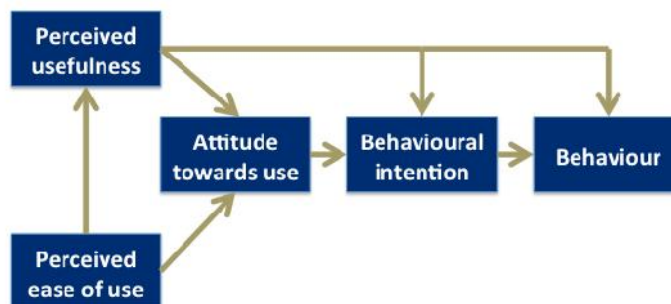 Perceived
usefulness
Attitude
towards use
Behavioural
intention
Behaviour
Perceived
ease of use